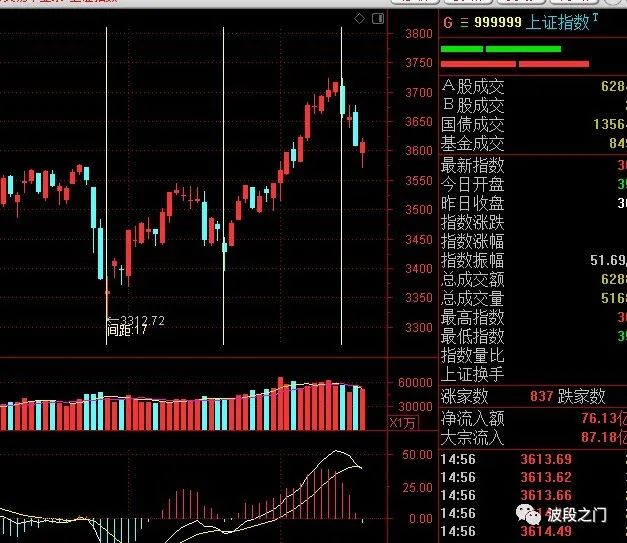 G 三 999999 上证指数 T
3800
3750
3700
3650
3600
3550
3500
3450
3400
3350
3300
←3312.72
间距:17
60000
30000
X1万
50.00
25.00
0.00
A股成交 628
B股成交
国债成交 1356
基金成交 84
最新指数
今日开盘
昨日收盘
指数涨跌
指数涨幅
指数振幅 51.69
总成交额 628
总成交量 516
最高指数
最低指数
指数量比
上证换手
涨家数 837 跌家数
净流入额 76.13亿
大宗流入 87.18亿
14:56 3613.69
14:56 3613.62
14:56 3613.66
14:56
14:56 3614.49
波段之门